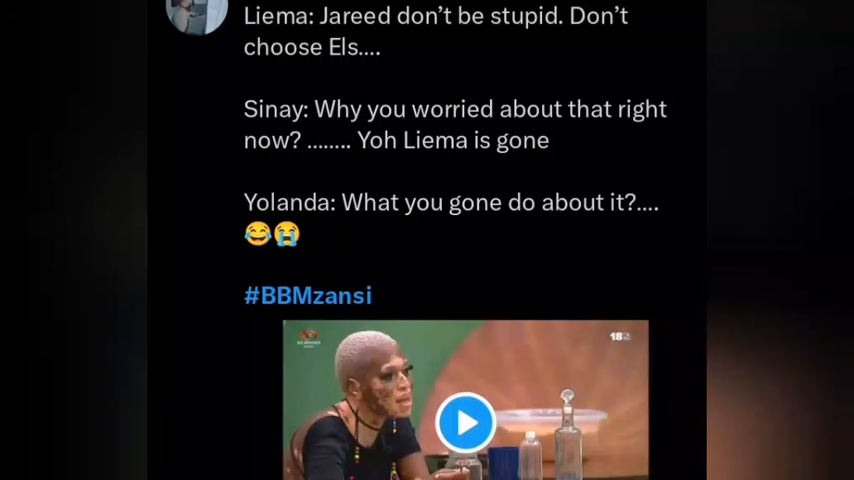 Liema: Jareed don’t be stupid. Don’t
choose Els....
Sinay: Why you worried about that right
now? ........ Yoh Liema is gone
Yolanda: What you gone do about it?....
😂😭
#BBMzansi
18